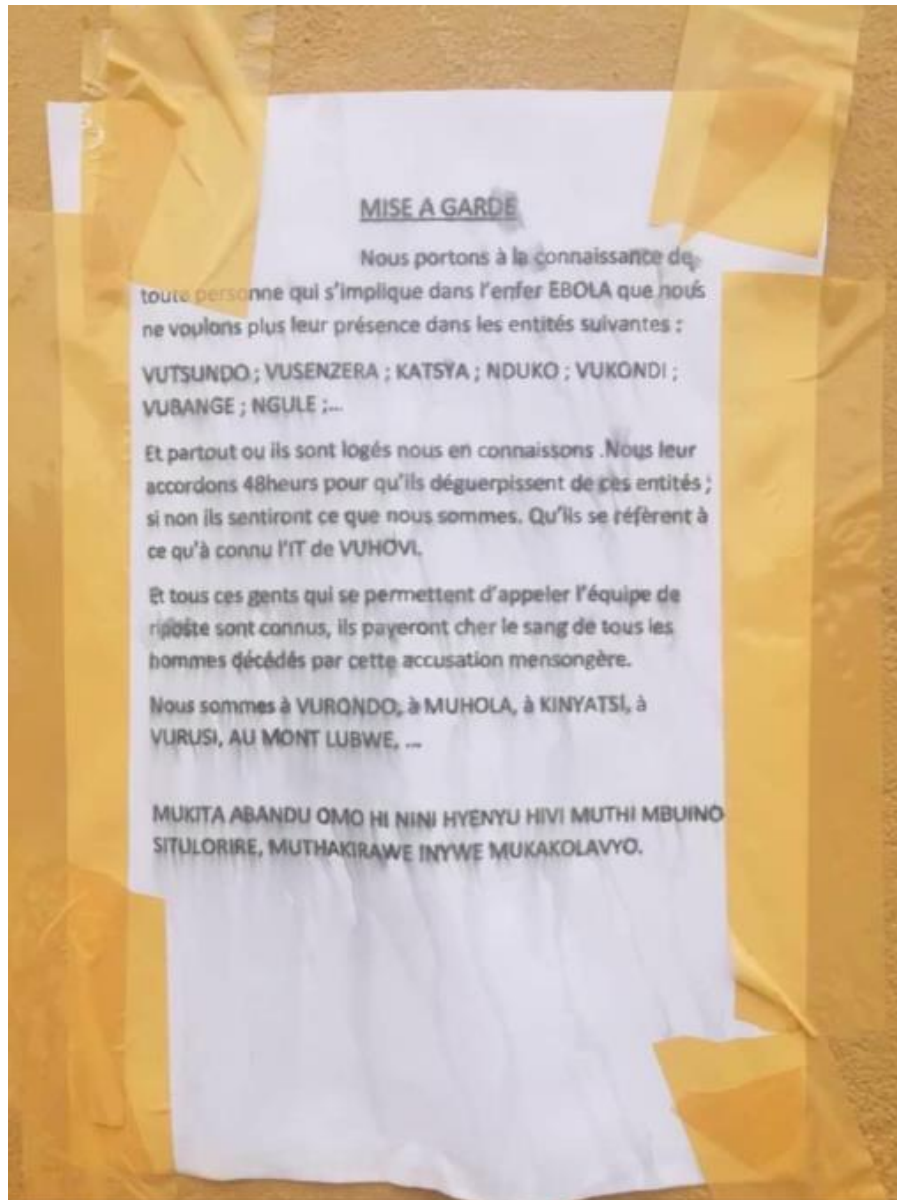 MISE A GARDE
Nous portons à la connaissance de
toute personne qui s'implique dans l'enfer EBOLA que nous
ne voulons plus leur présence dans les entités suivantes :
VUTSUNDO ; VUSENZERA ; KATSYA ; NDUKO ; VUKONDI ;
VUBANGE ; NGULE ;...
Et partout ou ils sont logés nous en connaissons .Nous leur
accordons 48heurs pour qu'ils déguerpissent de ces entités ;
si non ils sentiront ce que nous sommes. Qu'ils se réfèrent à
ce qu'à connu l'IT de VUHOVI.
Et tous ces gents qui se permettent d'appeler l'équipe de
riposte sont connus, ils payeront cher le sang de tous les
hommes décédés par cette accusation mensongère.
Nous sommes à VURONDO, à MUHOLA, à KINYATSI, à
VURUSI, AU MONT LUBWE, ...
MUKITA ABANDU OMO HI NINI HYENYU HIVI MUTHI MBUINO
SITULORIRE, MUTHAKIRAWE INYWE MUKAKOLAVYO.